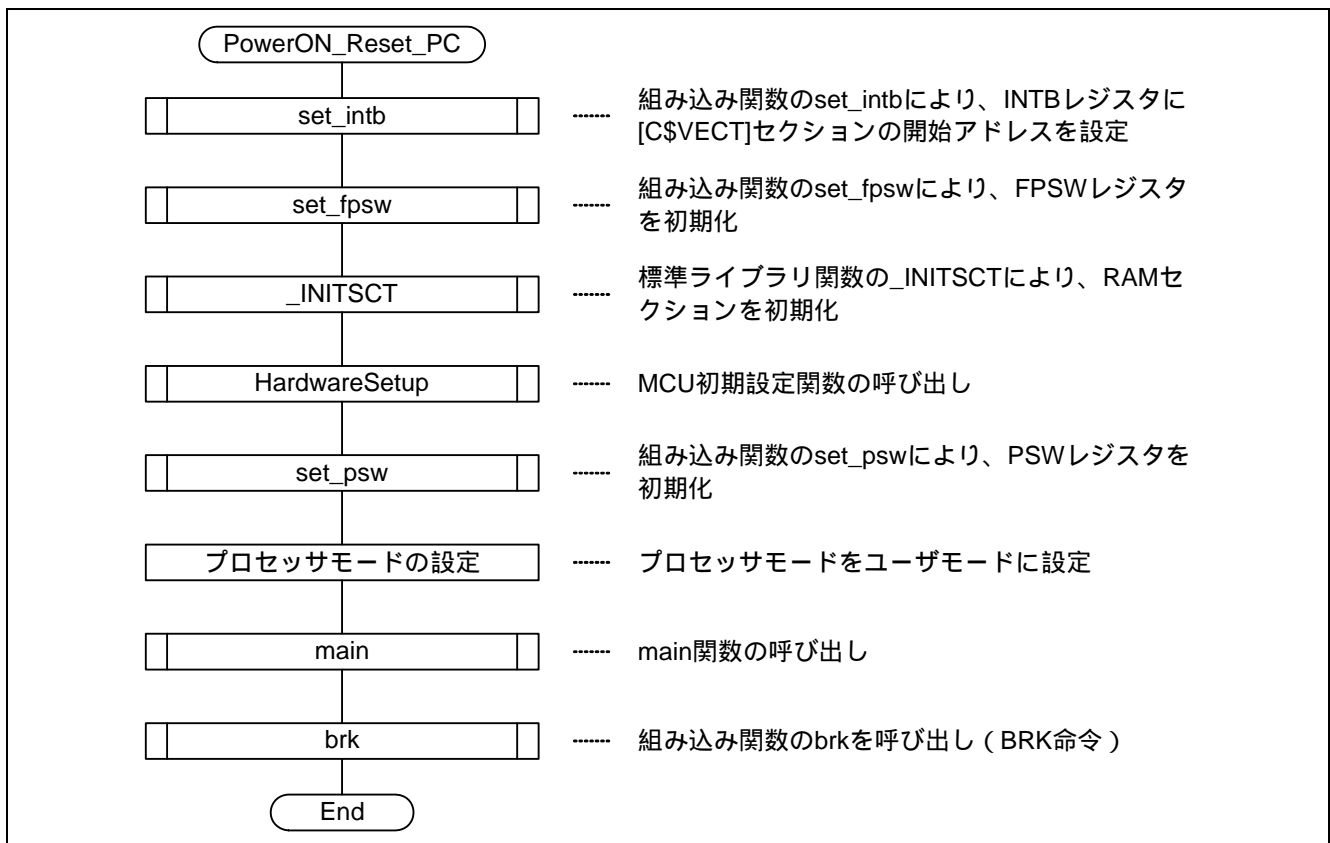 PowerON_Reset_PC
set_intb
組み込み関数のset_intbにより、INTBレジスタに
[C$VECT]セクションの開始アドレスを設定
set_fpsw
組み込み関数のset_fpswにより、FPSWレジスタ
を初期化
_INITSCT
標準ライブラリ関数の_INITSCTにより、RAMセ
クションを初期化
HardwareSetup
MCU初期設定関数の呼び出し
set_psw
組み込み関数のset_pswにより、PSWレジスタを
初期化
プロセッサモードの設定
プロセッサモードをユーザモードに設定
main
main関数の呼び出し
brk
組み込み関数のbrkを呼び出し（BRK命令）
End